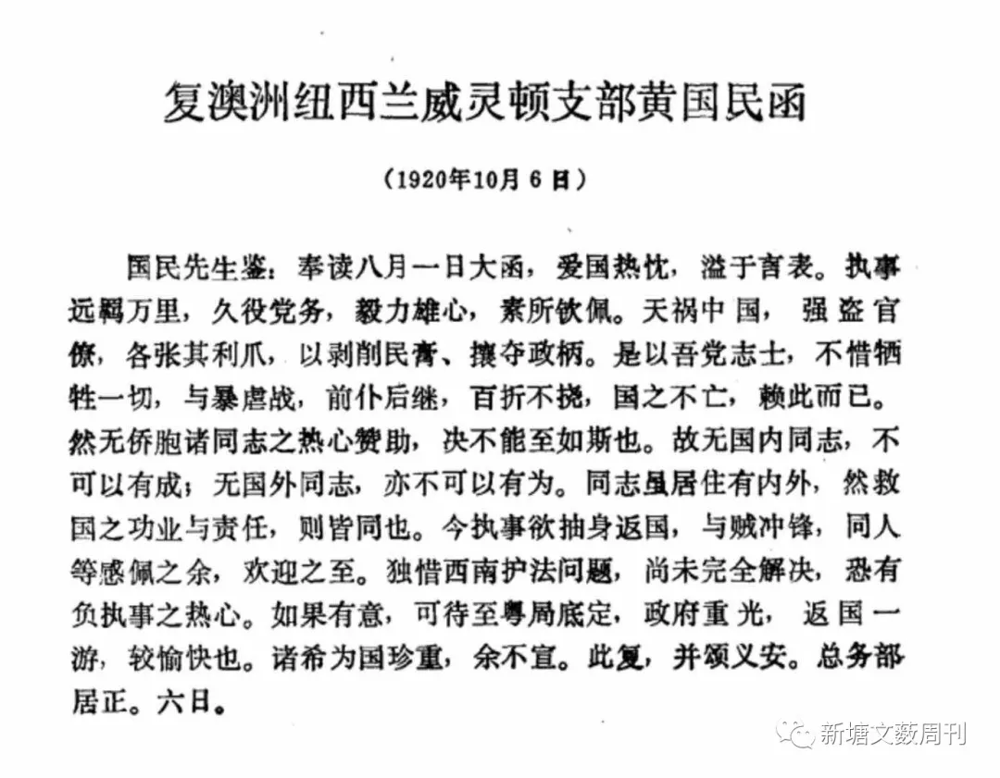 复澳洲纽西兰威灵顿支部黄国民函
（1920年10月6日）
国民先生鉴：奉读八月一日大函，爱国热忱，溢于言表。执事
远羁万里，久役党务，毅力雄心，素所钦佩。天祸中国，强盗官
僚，各张其利爪，以剥削民膏、攘夺政柄。是以吾党志士，不惜牺
牲一切，与暴虐战，前仆后继，百折不挠，国之不亡，赖此而已。
然无侨胞诸同志之热心赞助，决不能至如斯也。故无国内同志，不
可以有成；无国外同志，亦不可以有为。同志虽居住有内外，然救
国之功业与责任，则皆同也。今执事欲抽身返国，与贼冲锋，同人
等感佩之余，欢迎之至。独惜西南护法问题，尚未完全解决，恐有
负执事之热心。如果有意，可待至粤局底定，政府重光，返国一
游，较愉快也。诸希为国珍重，余不宣。此复，并颂义安。总务部
居正。六日。
新塘文薮周刊